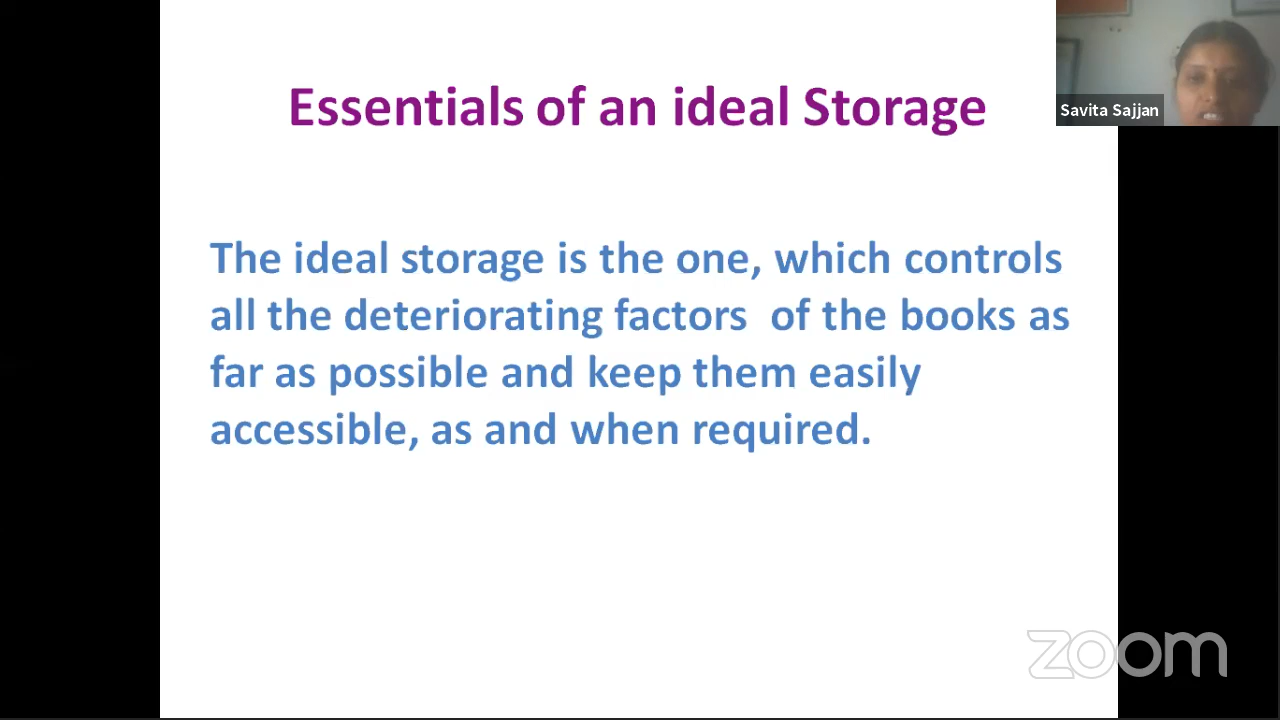 Essentials of an ideal Storage
Savita Sajjan
The ideal storage is the one, which controls
all the deteriorating factors  of the books as
far as possible and keep them easily
accessible, as and when required.
zoom